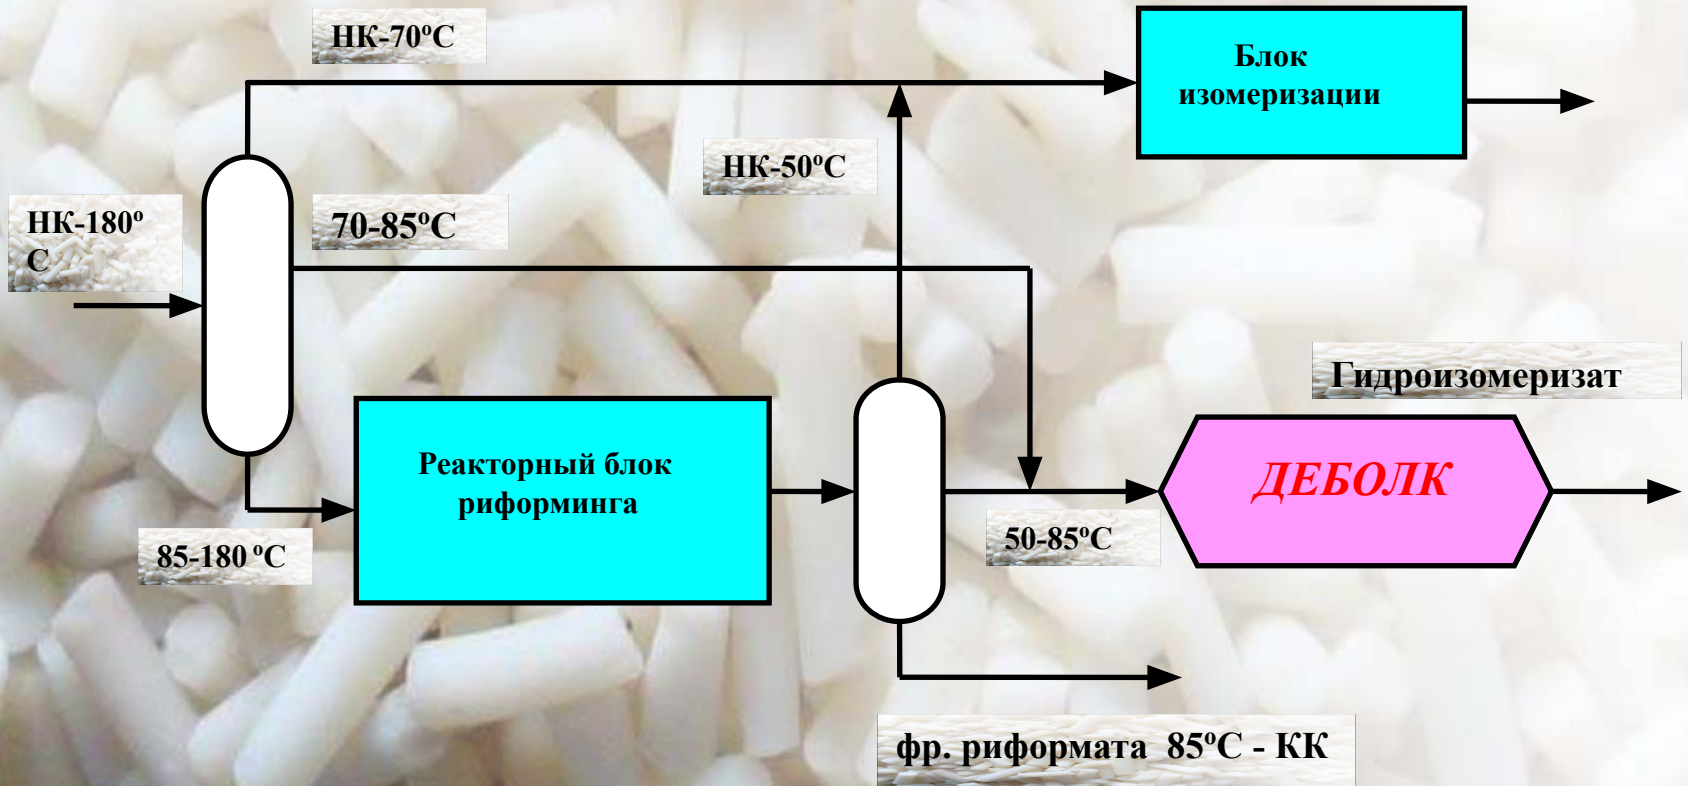 НК-70ºС
Блок
изомеризации
НК-50ºС
НК-180º
С
70-85ºС
Гидроизомеризат
Реакторный блок
риформинга
ДЕБОЛК
50-85ºС
85-180 ºС
фр. риформата 85ºС - КК